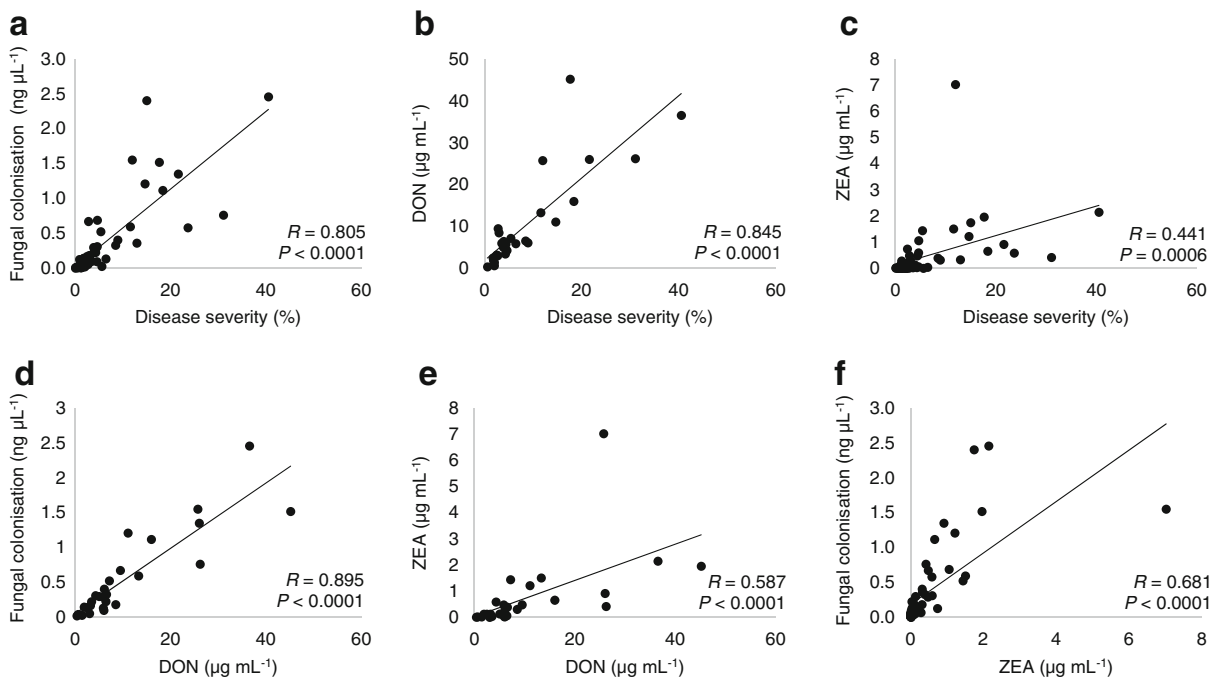 a
Fungal colonisation (ng µL-1)
3.0
2.5
2.0
1.5
1.0
0.5
0.0
0 20 40 60
Disease severity (%)
R = 0.805
P < 0.0001
b
DON (µg mL-1)
50
40
30
20
10
0
0 20 40 60
Disease severity (%)
R = 0.845
P < 0.0001
c
ZEA (µg mL-1)
8
7
6
5
4
3
2
1
0
0 20 40 60
Disease severity (%)
R = 0.441
P = 0.0006
d
Fungal colonisation (ng µL-1)
3
2.5
2
1.5
1
0.5
0
0 20 40 60
DON (µg mL-1)
R = 0.895
P < 0.0001
e
ZEA (µg mL-1)
8
7
6
5
4
3
2
1
0
0 20 40 60
DON (µg mL-1)
R = 0.587
P < 0.0001
f
Fungal colonisation (ng µL-1)
3.0
2.5
2.0
1.5
1.0
0.5
0.0
0 2 4 6 8
ZEA (µg mL-1)
R = 0.681
P < 0.0001